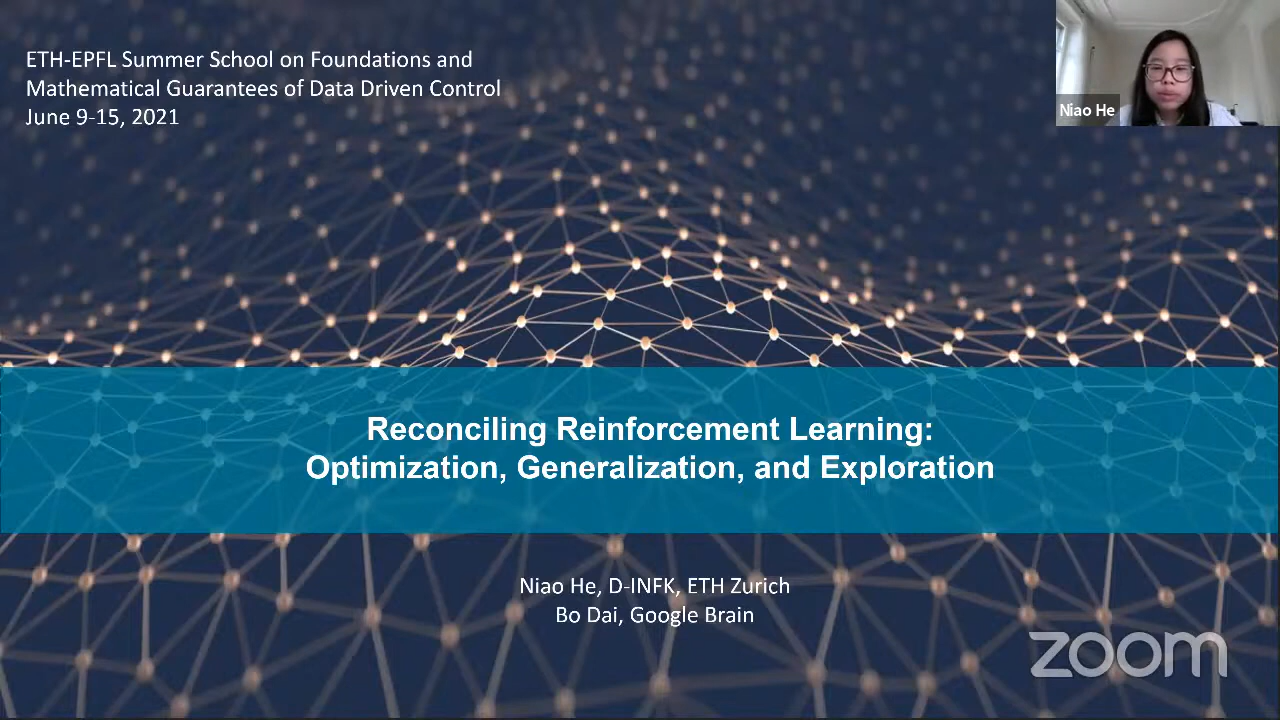 ETH-EPFL Summer School on Foundations and
Mathematical Guarantees of Data Driven Control
June 9-15, 2021
Niao He
Reconciling Reinforcement Learning:
Optimization, Generalization, and Exploration
Niao He, D-INFK, ETH Zurich
Bo Dai, Google Brain
zoom